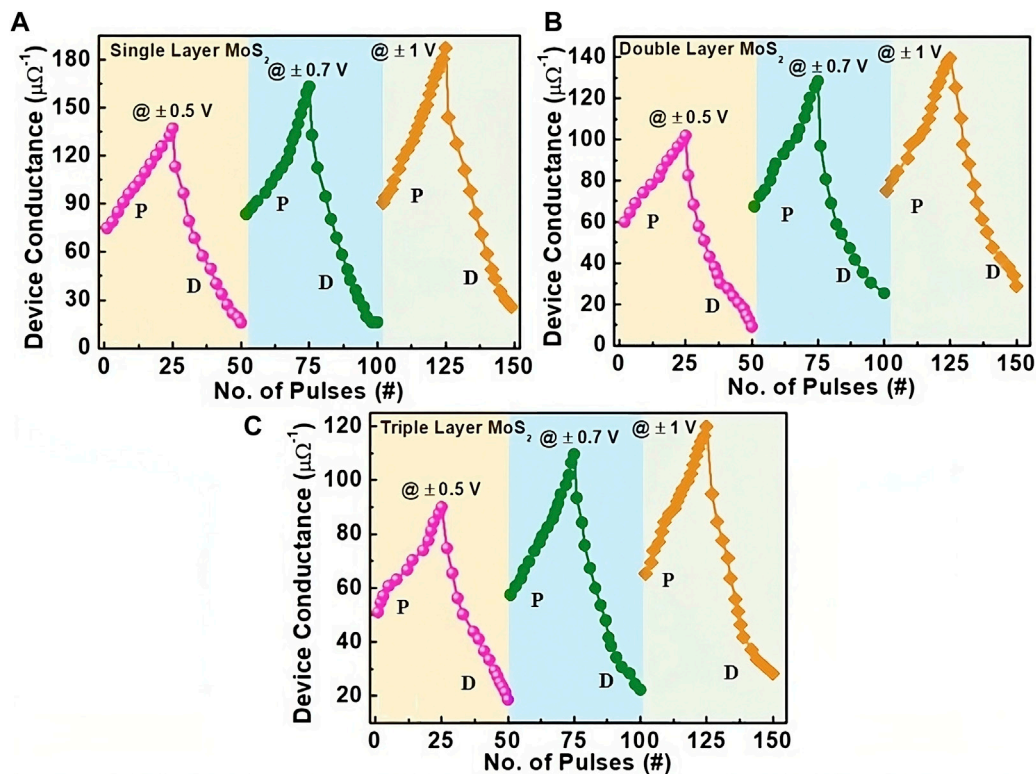 A
Device Conductance (μΩ⁻¹)
180
150
120
90
60
30
0
Single Layer MoS₂
@ ± 0.5 V
@ ± 0.7 V
@ ± 1 V
P
D
P
D
P
D
0 25 50 75 100 125 150
No. of Pulses (#)
B
Device Conductance (μΩ⁻¹)
140
120
100
80
60
40
20
0
Double Layer MoS₂
@ ± 0.5 V
@ ± 0.7 V
@ ± 1 V
P
D
P
D
P
D
0 25 50 75 100 125 150
No. of Pulses (#)
C
Device Conductance (μΩ⁻¹)
120
100
80
60
40
20
Triple Layer MoS₂
@ ± 0.5 V
@ ± 0.7 V
@ ± 1 V
P
D
P
D
P
D
0 25 50 75 100 125 150
No. of Pulses (#)